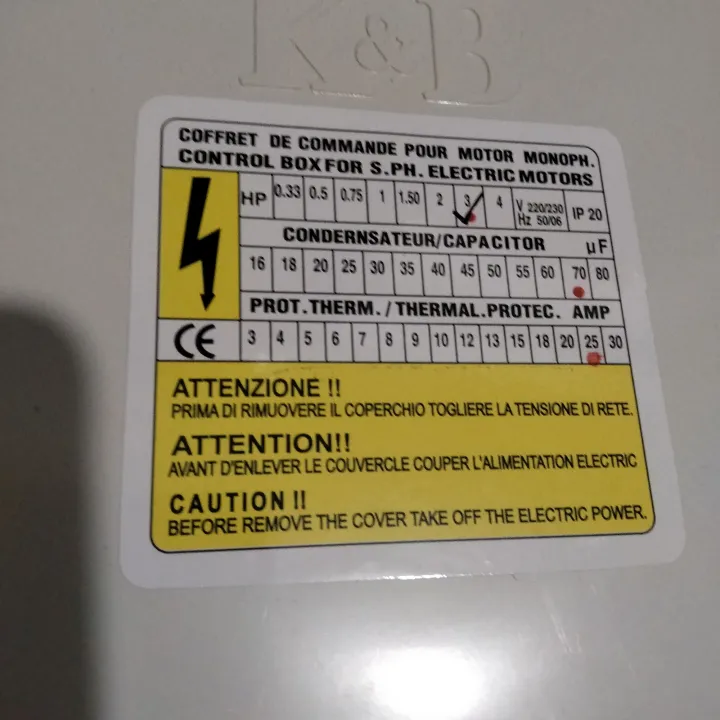 K&B
COFFRET DE COMMANDE POUR MOTOR MONOPH.
CONTROL BOX FOR S.PH. ELECTRIC MOTORS
HP 0.33 0.5 0.75 1 1.50 2 3 4 V 220/230 Hz 50/06 IP 20
CONDERNSATEUR/CAPACITOR µF
16 18 20 25 30 35 40 45 50 55 60 70 80
PROT.THERM./THERMAL.PROTEC. AMP
CE 3 4 5 6 7 8 9 10 12 13 15 18 20 25 30
ATTENZIONE !!
PRIMA DI RIMUOVERE IL COPERCHIO TOGLIERE LA TENSIONE DI RETE.
ATTENTION!!
AVANT D'ENLEVER LE COUVERCLE COUPER L'ALIMENTATION ELECTRIC
CAUTION !!
BEFORE REMOVE THE COVER TAKE OFF THE ELECTRIC POWER.